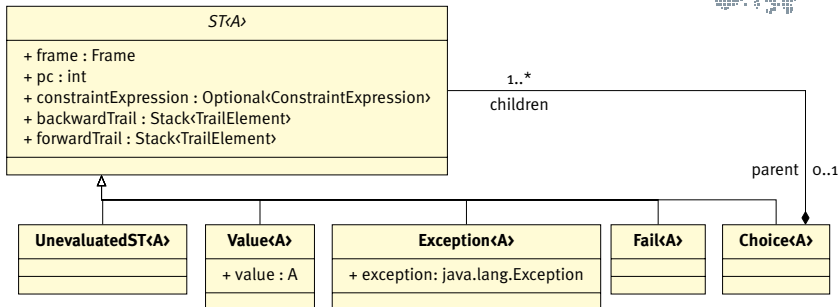 ST‹A›
+ frame : Frame
+ pc : int
+ constraintExpression : Optional‹ConstraintExpression›
+ backwardTrail : Stack‹TrailElement›
+ forwardTrail : Stack‹TrailElement›
1..*
children
parent 0..1
UnevaluatedST‹A›
Value‹A›
+ value : A
Exception‹A›
+ exception: java.lang.Exception
Fail‹A›
Choice‹A›